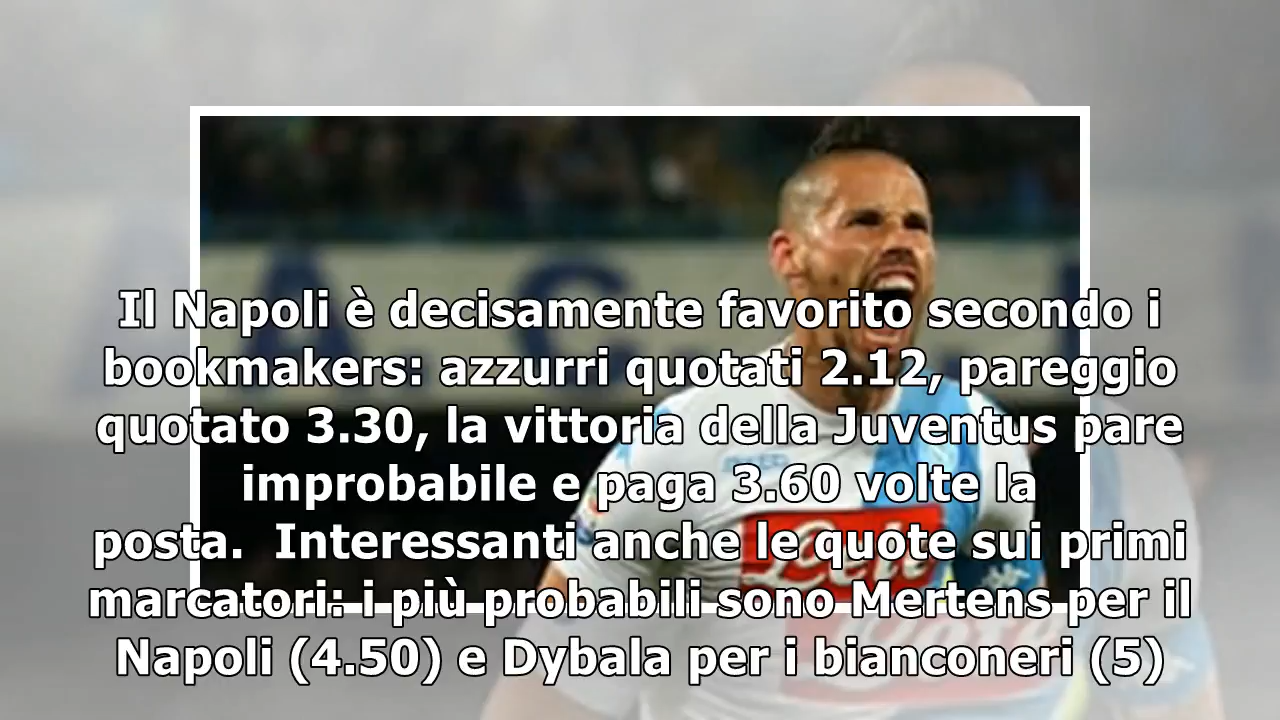 Il Napoli è decisamente favorito secondo i
bookmakers: azzurri quotati 2.12, pareggio
quotato 3.30, la vittoria della Juventus pare
improbabile e paga 3.60 volte la
posta.  Interessanti anche le quote sui primi
marcatori: i più probabili sono Mertens per il
Napoli (4.50) e Dybala per i bianconeri (5)
Lete